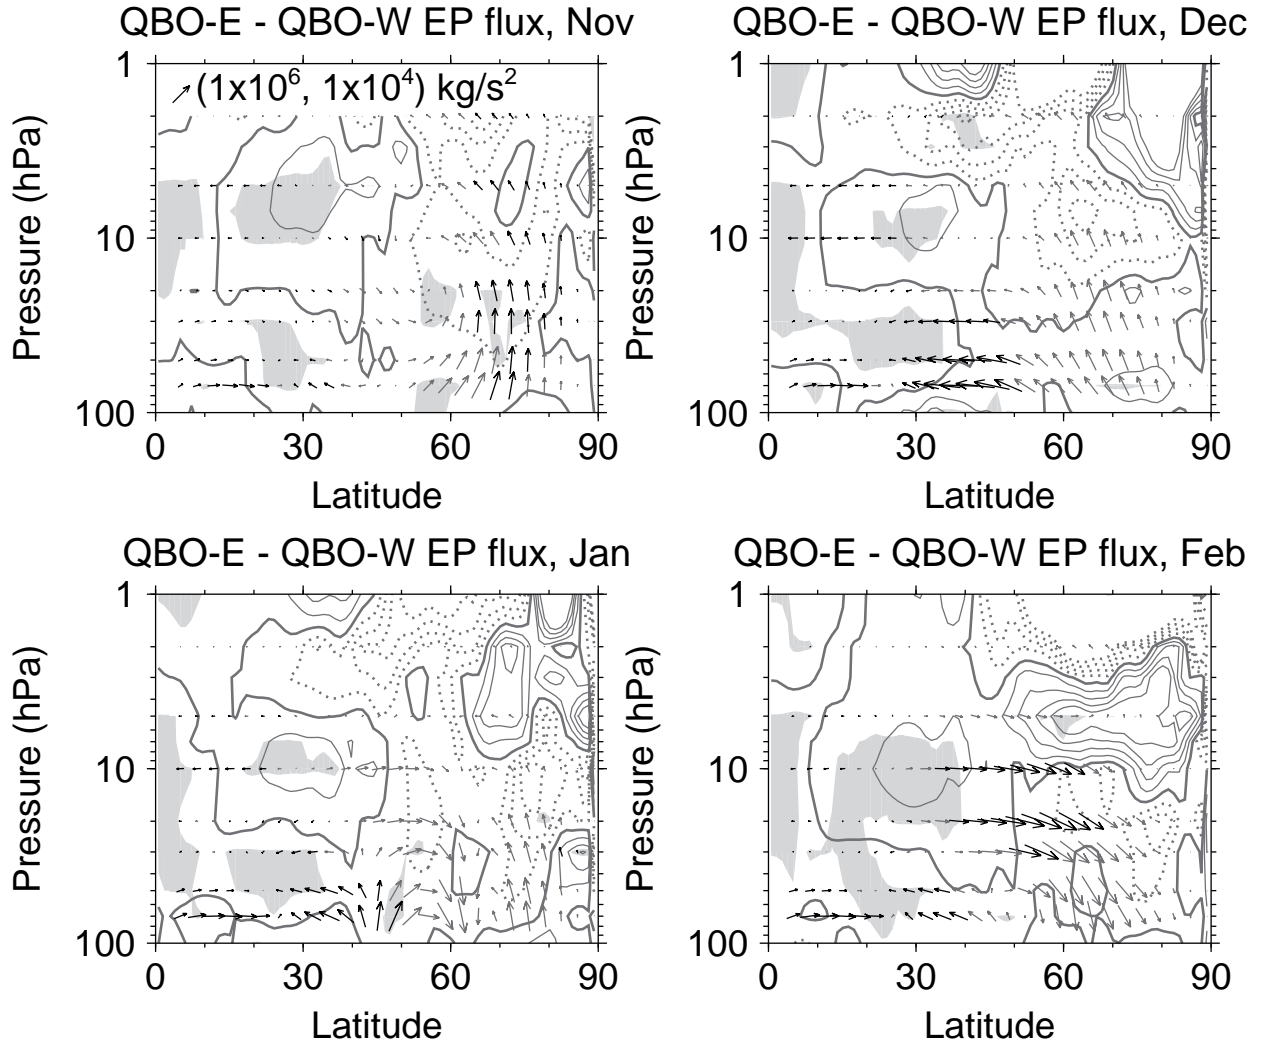 QBO-E - QBO-W EP flux, Nov
1
(1x10⁶, 1x10⁴) kg/s²
10
100
Pressure (hPa)
0 30 60 90
Latitude
QBO-E - QBO-W EP flux, Dec
1
10
100
Pressure (hPa)
0 30 60 90
Latitude
QBO-E - QBO-W EP flux, Jan
1
10
100
Pressure (hPa)
0 30 60 90
Latitude
QBO-E - QBO-W EP flux, Feb
1
10
100
Pressure (hPa)
0 30 60 90
Latitude